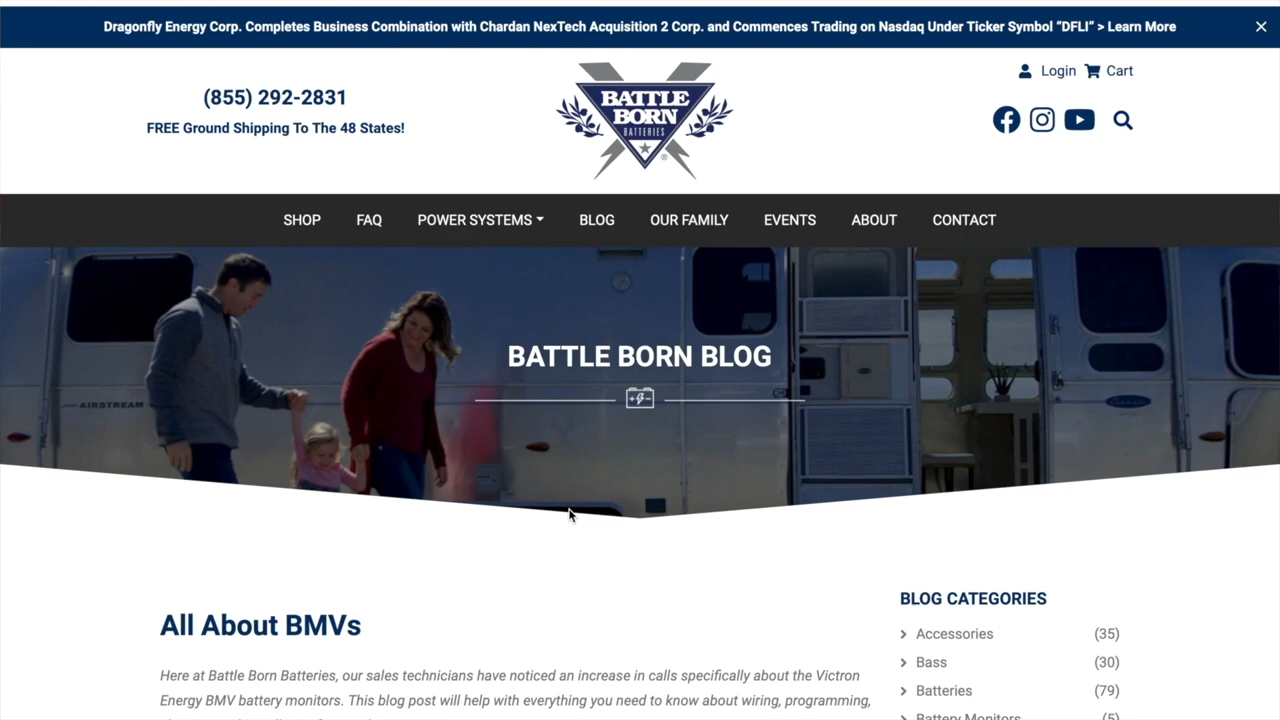 Dragonfly Energy Corp. Completes Business Combination with Chardan NexTech Acquisition 2 Corp. and Commences Trading on Nasdaq Under Ticker Symbol “DFLI” > Learn More
(855) 292-2831
FREE Ground Shipping To The 48 States!
BATTLE
BORN
BATTERIES
®
Login Cart
SHOP FAQ POWER SYSTEMS BLOG OUR FAMILY EVENTS ABOUT CONTACT
AIRSTREAM
BATTLE BORN BLOG
All About BMVs
Here at Battle Born Batteries, our sales technicians have noticed an increase in calls specifically about the Victron
Energy BMV battery monitors. This blog post will help with everything you need to know about wiring, programming,
BLOG CATEGORIES
Accessories (35)
Bass (30)
Batteries (79)
Battery Monitors (5)